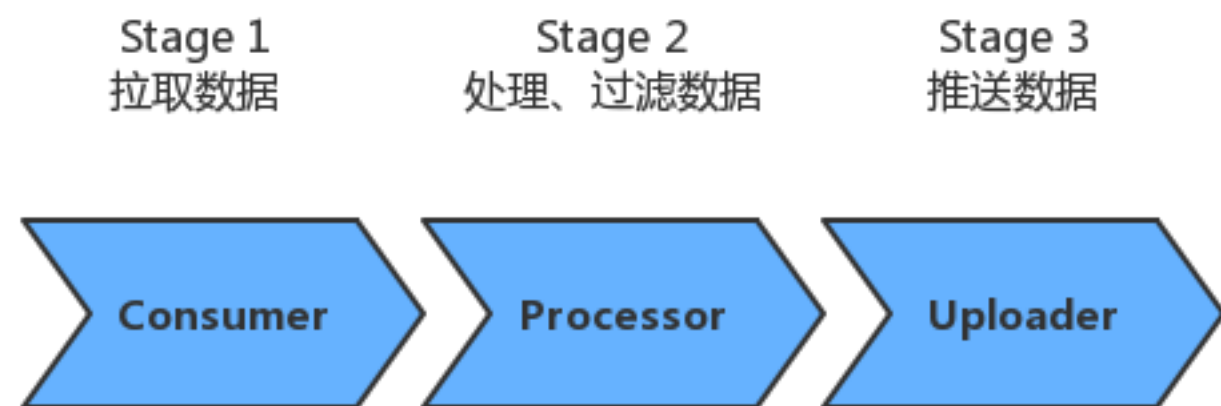 Stage 1
拉取数据
Stage 2
处理、过滤数据
Stage 3
推送数据
Consumer
Processor
Uploader